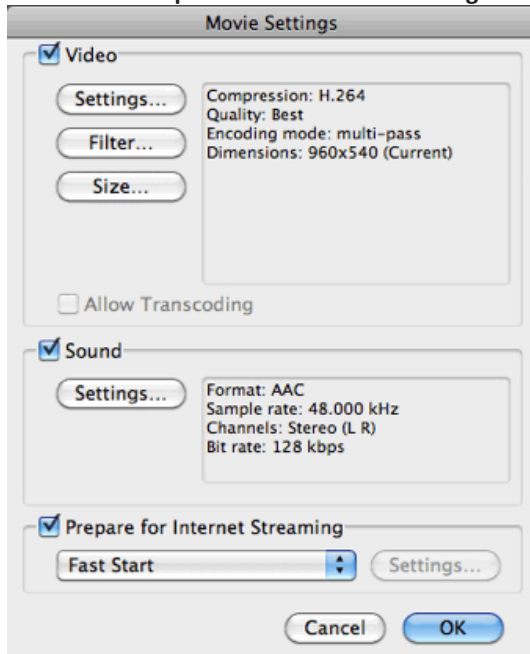 Movie Settings
Video
Settings...
Filter...
Size...
Compression: H.264
Quality: Best
Encoding mode: multi-pass
Dimensions: 960x540 (Current)
Allow Transcoding
Sound
Settings...
Format: AAC
Sample rate: 48.000 kHz
Channels: Stereo (L R)
Bit rate: 128 kbps
Prepare for Internet Streaming
Fast Start
Settings...
Cancel
OK